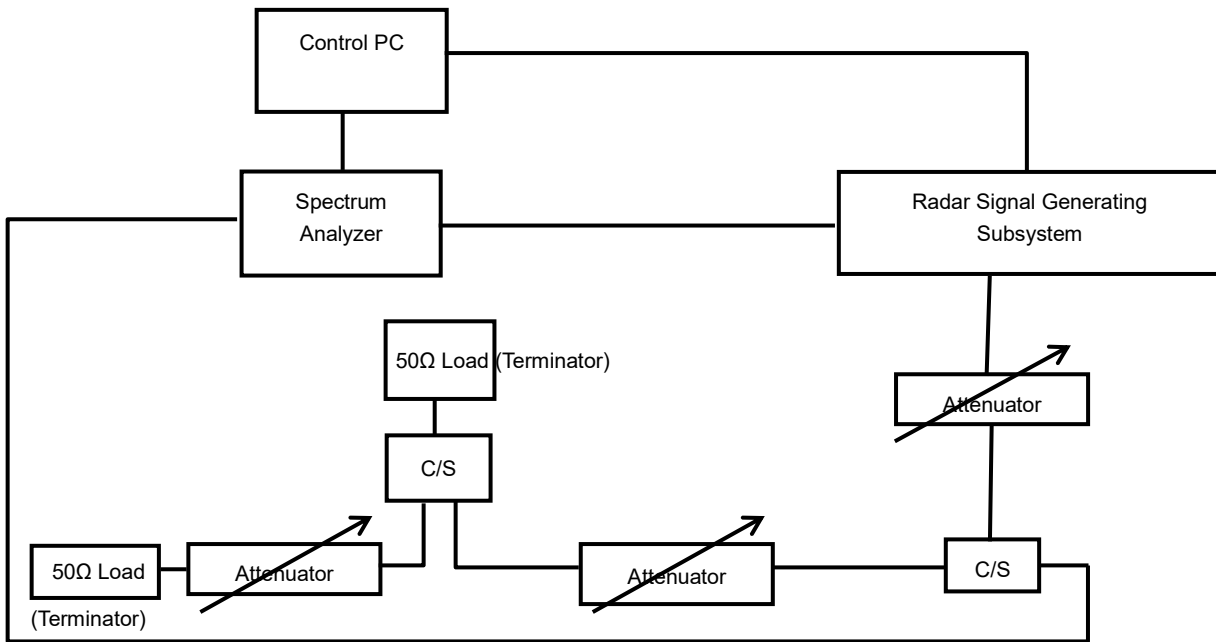 Control PC
Spectrum
Analyzer
Radar Signal Generating
Subsystem
50Ω Load (Terminator)
Attenuator
C/S
50Ω Load
(Terminator)
Attenuator
Attenuator
C/S